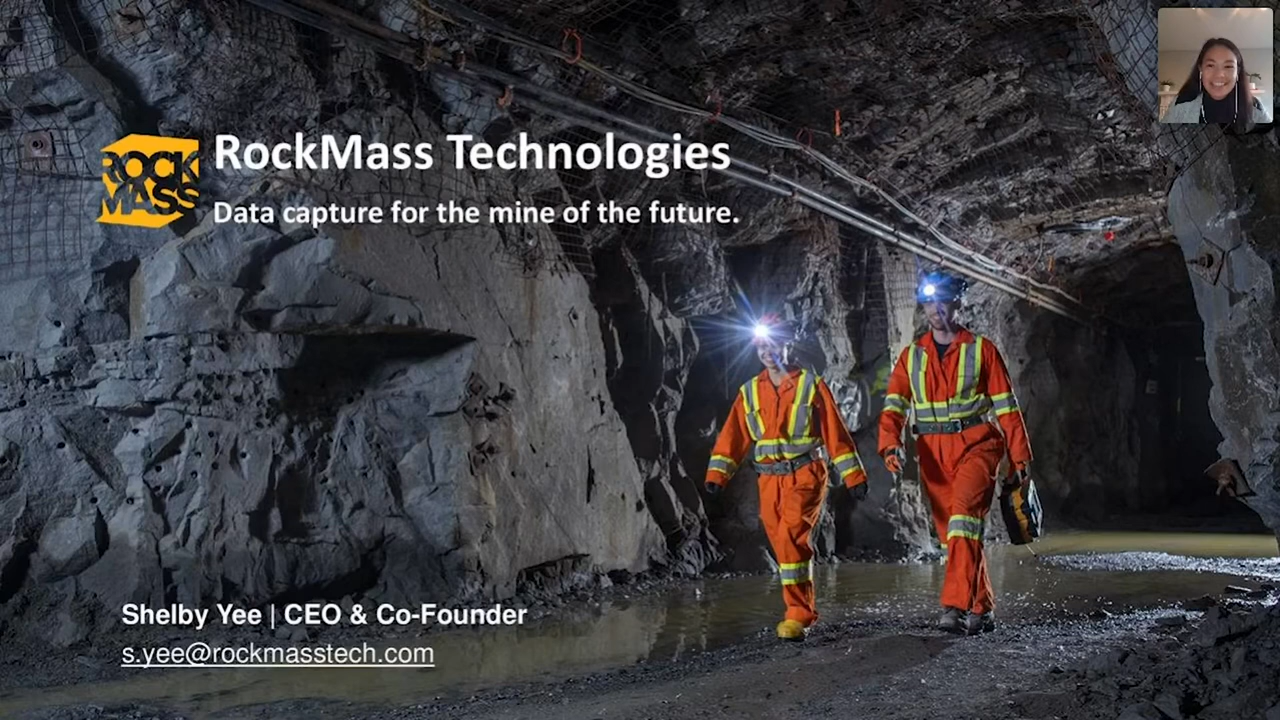 ROCK
MASS
RockMass Technologies
Data capture for the mine of the future.
Shelby Yee | CEO & Co-Founder
s.yee@rockmasstech.com